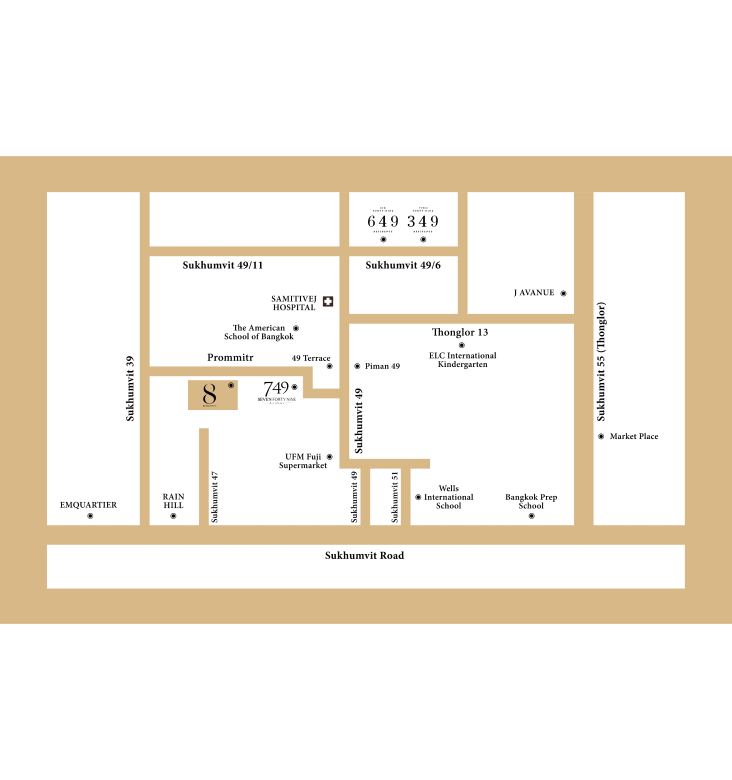 649 349
Sukhumvit 49/11
Sukhumvit 49/6
J AVANUE
SAMITIVEJ
HOSPITAL
The American
School of Bangkok
Thonglor 13
ELC International
Kindergarten
Prommitr
49 Terrace
Piman 49
Sukhumvit 39
Sukhumvit 49
Sukhumvit 55 (Thonglor)
8
749
SEVEN FORTY NINE
Market Place
UFM Fuji
Supermarket
Sukhumvit 47
Sukhumvit 49
Sukhumvit 51
EMQUARTIER
RAIN
HILL
Wells
International
School
Bangkok Prep
School
Sukhumvit Road